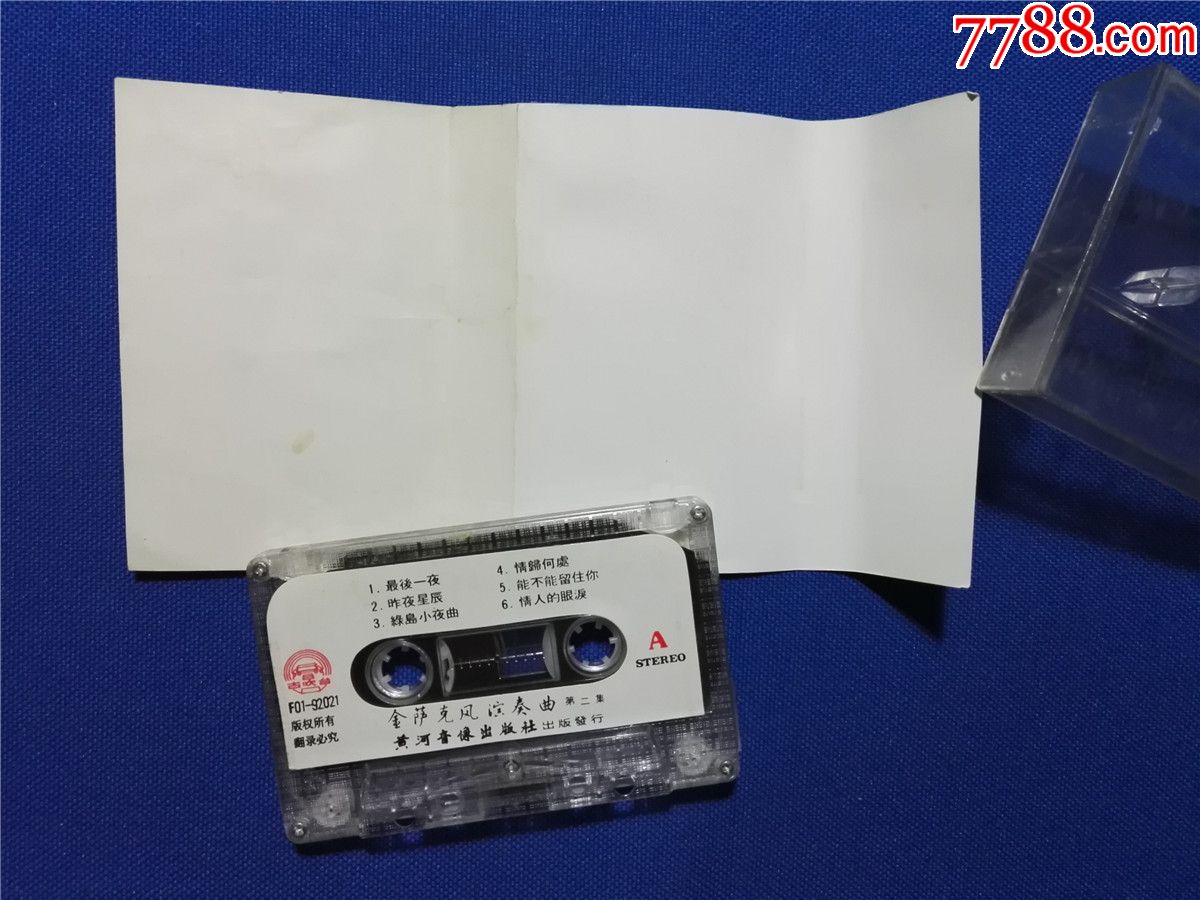 7788.com
1. 最後一夜
2. 昨夜星辰
3. 綠島小夜曲
4. 情歸何處
5. 能不能留住你
6. 情人的眼淚
A
STEREO
F01-92021
版权所有
翻录必究
金萨克风演奏曲 第二集
黄河音像出版社出版發行